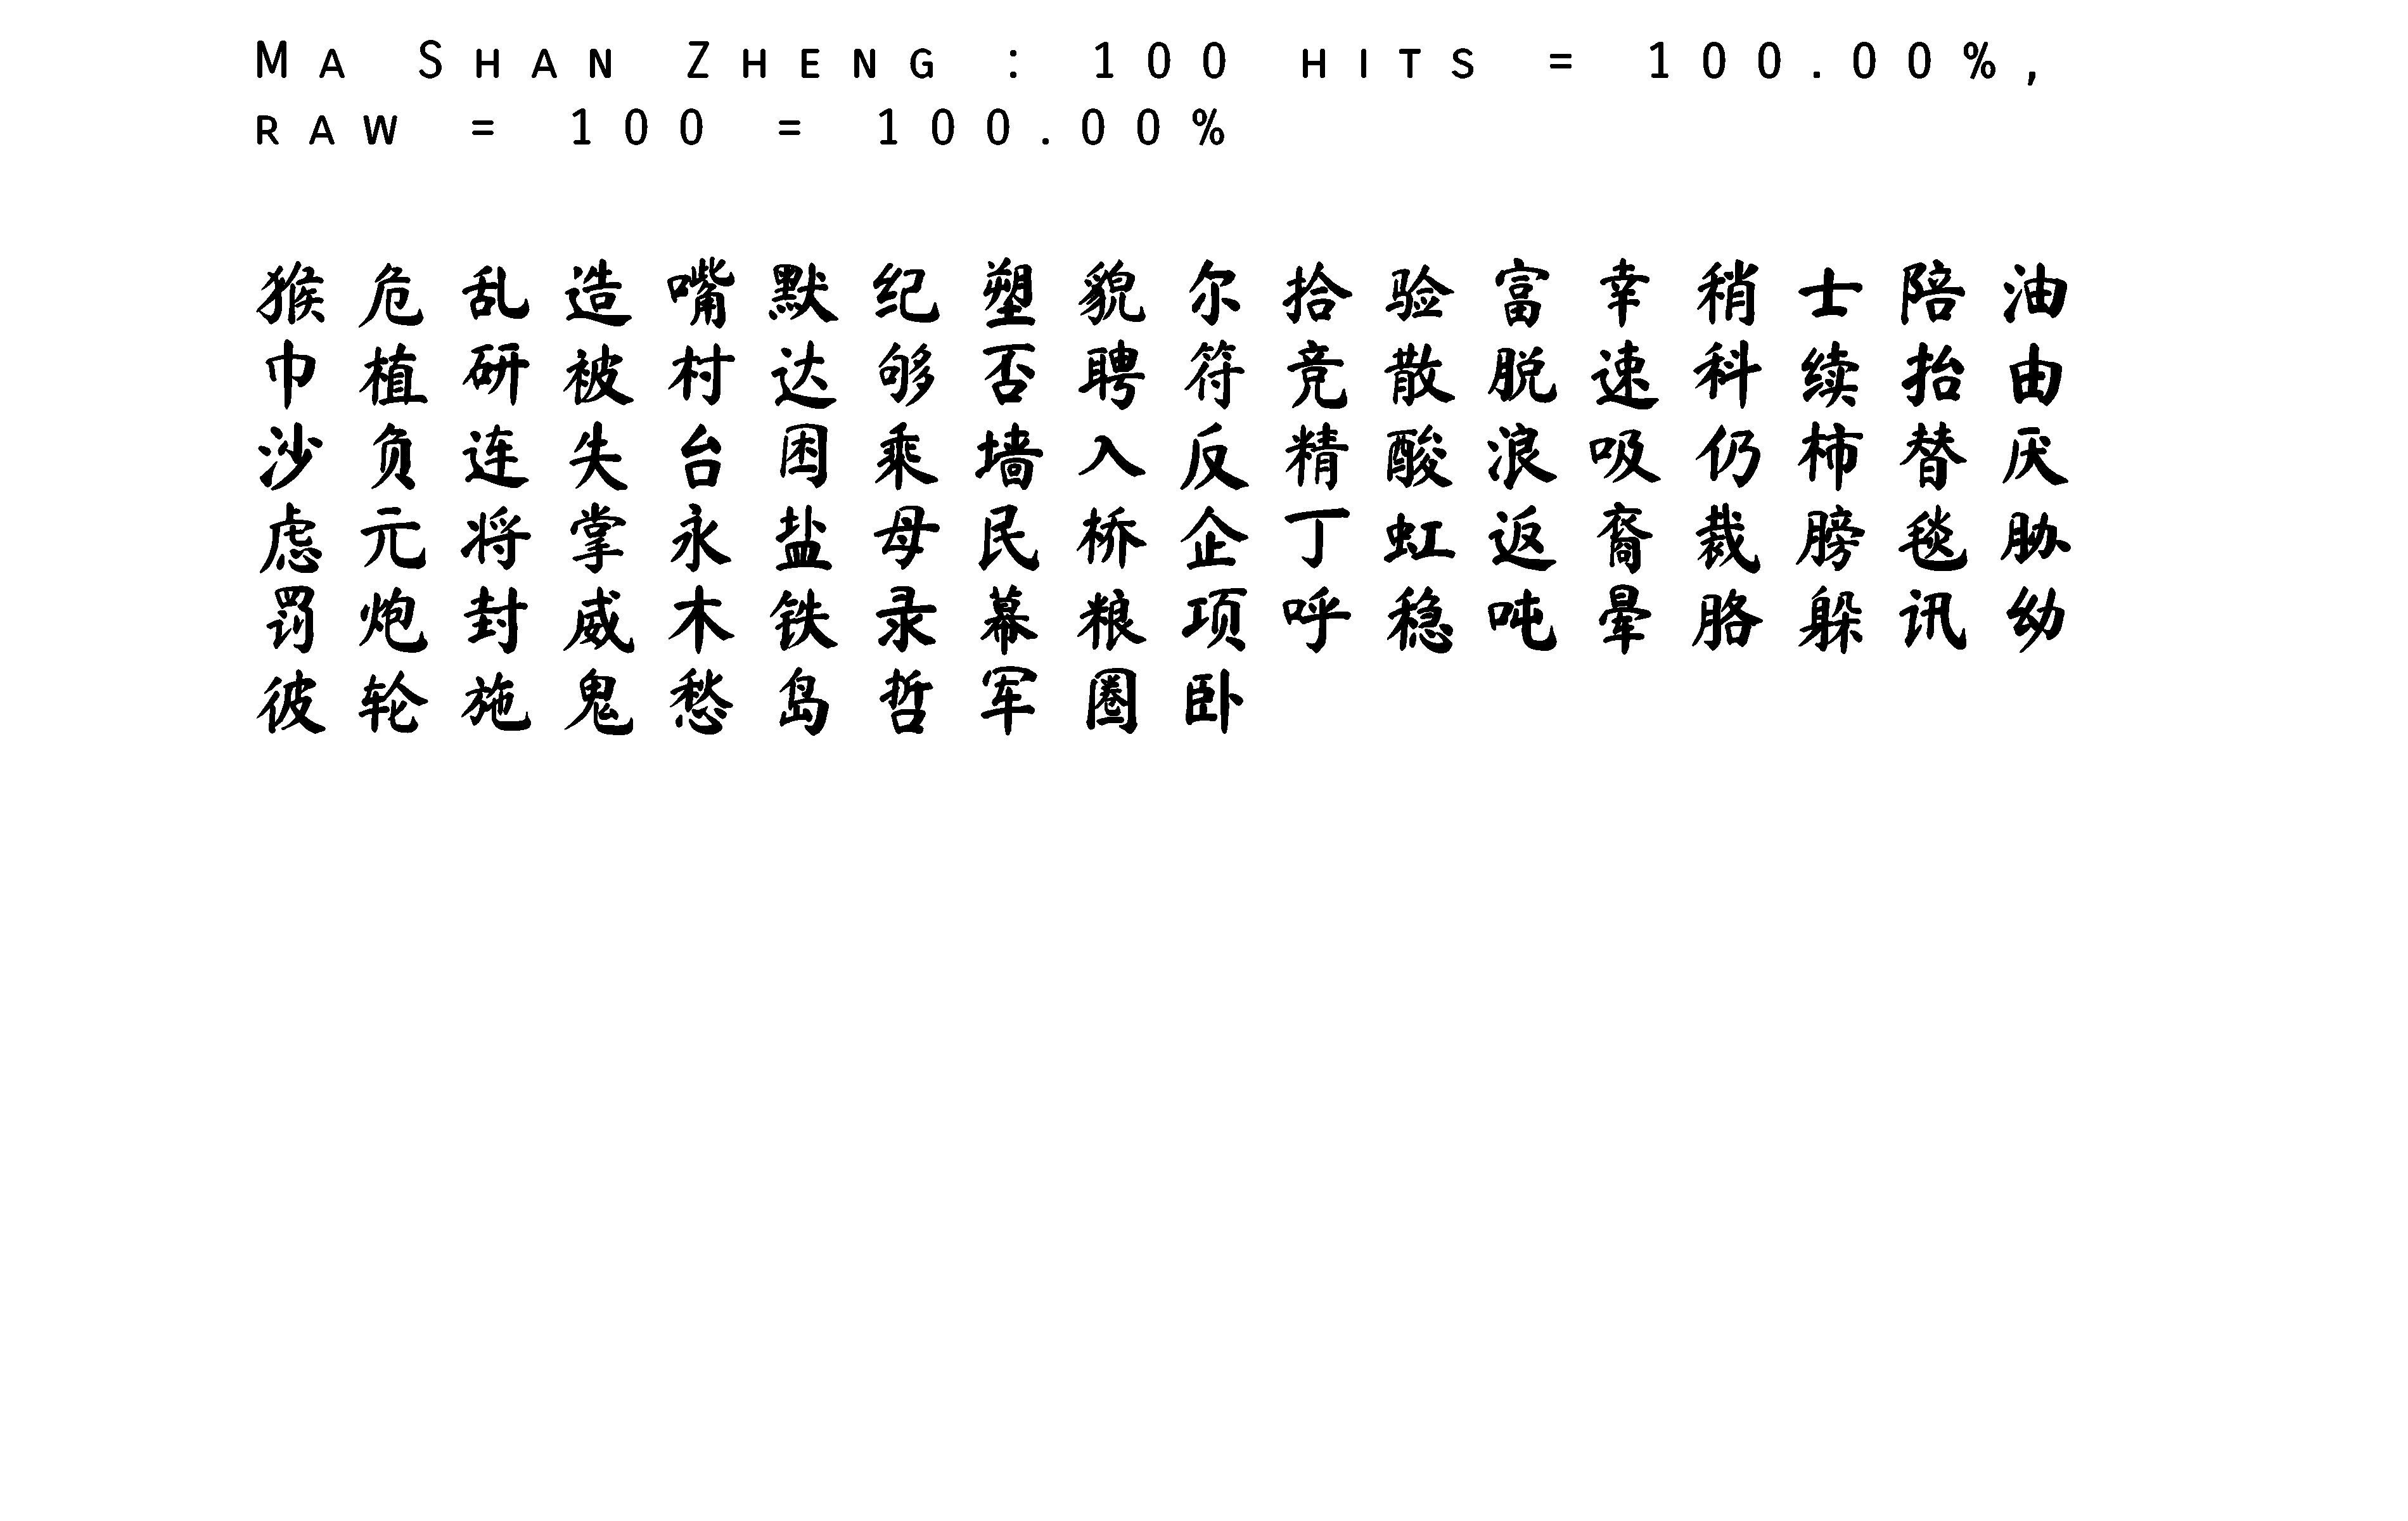 Ma Shan Zheng : 100 hits = 100.00%,
raw = 100 = 100.00%
猴危乱造嘴默纪塑貌尔拾验富幸稍士陪油
巾植研被村达够否聘符竞散脱速科续抬由
沙负连失台困乘墙入反精酸浪吸仍柿替厌
虑元将掌永盐母民桥企丁虹返裔裁膀毯胁
罚炮封威木铁录幕粮项呼稳吨晕胳躲讯幼
彼轮施鬼愁岛哲军圈卧